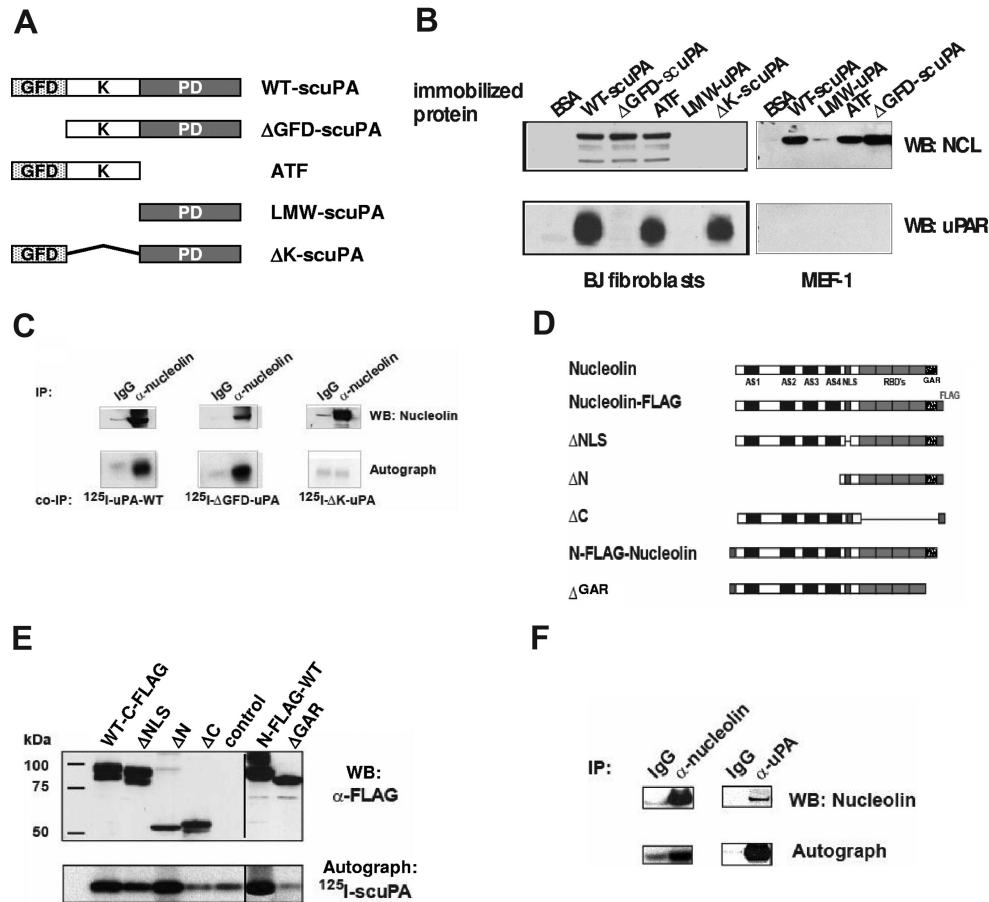 A
GFD K PD WT-scuPA
K PD ΔGFD-scuPA
GFD K ATF
PD LMW-scuPA
GFD PD ΔK-scuPA
B
immobilized
protein
BSA WT-scuPA ΔGFD-scuPA ATF LMW-uPA ΔK-scuPA
BSA WT-scuPA LMW-uPA ATF ΔGFD-scuPA
WB: NCL
WB: uPAR
BJ fibroblasts MEF-1
C
IP: IgG α-nucleolin IgG α-nucleolin IgG α-nucleolin
WB: Nucleolin
Autograph
co-IP: 125I-uPA-WT 125I-ΔGFD-uPA 125I-ΔK-uPA
D
Nucleolin
AS1 AS2 AS3 AS4 NLS RBD's GAR
Nucleolin-FLAG FLAG
ΔNLS
ΔN
ΔC
N-FLAG-Nucleolin
ΔGAR
E
WT-C-FLAG ΔNLS ΔN ΔC control N-FLAG-WT ΔGAR
kDa
100
75
50
WB:
α-FLAG
Autograph:
125I-scuPA
F
IP: IgG α-nucleolin IgG α-uPA
WB: Nucleolin
Autograph